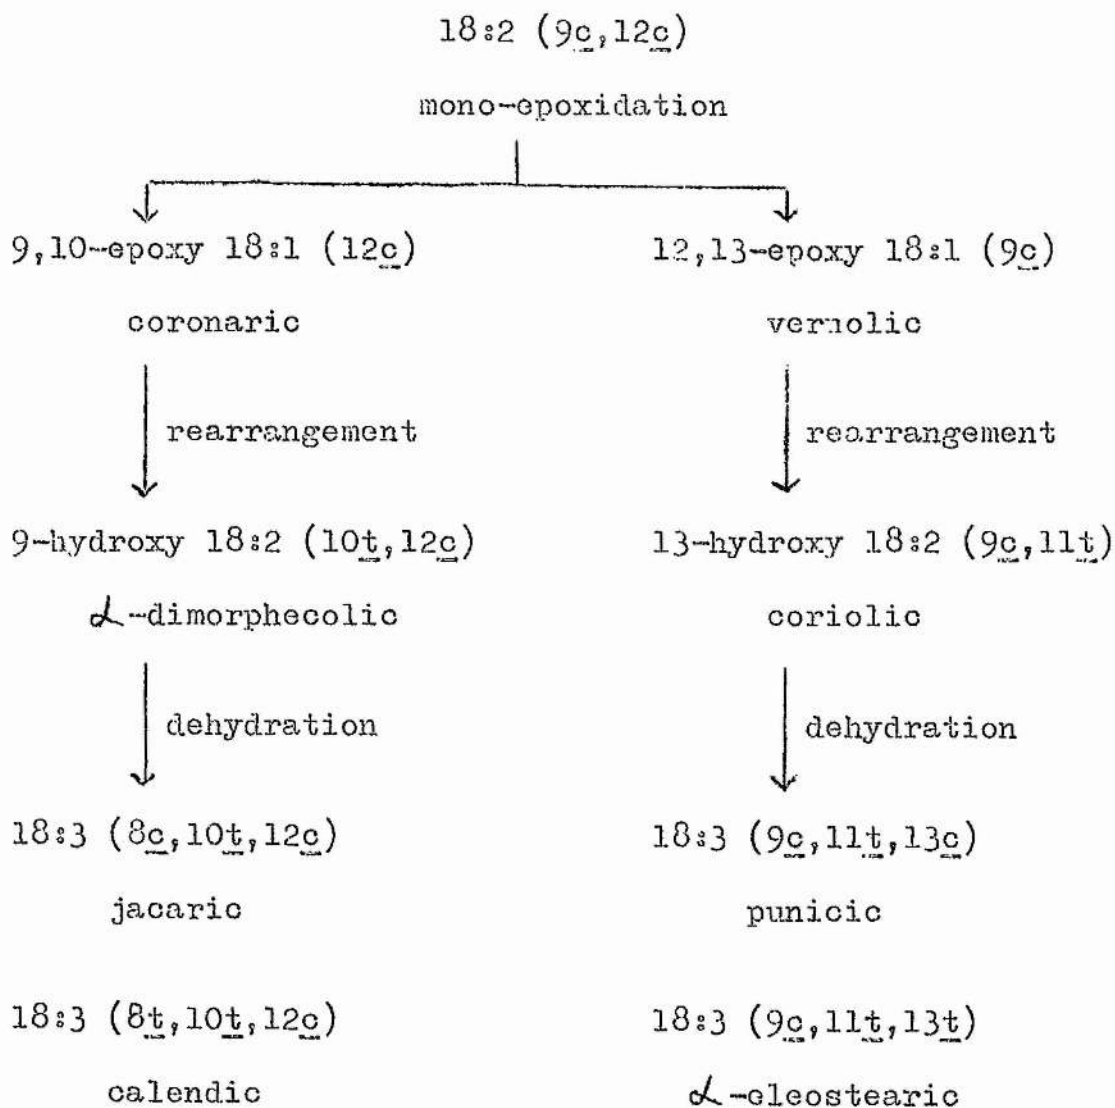 18:2 (9c,12c)
mono-epoxidation
9,10-epoxy 18:1 (12c)
12,13-epoxy 18:1 (9c)
coronaric
vernolic
rearrangement
rearrangement
9-hydroxy 18:2 (10t,12c)
13-hydroxy 18:2 (9c,11t)
α-dimorphecolic
coriolic
dehydration
dehydration
18:3 (8c,10t,12c)
18:3 (9c,11t,13c)
jacaric
punicic
18:3 (8t,10t,12c)
18:3 (9c,11t,13t)
calendic
α-eleostearic